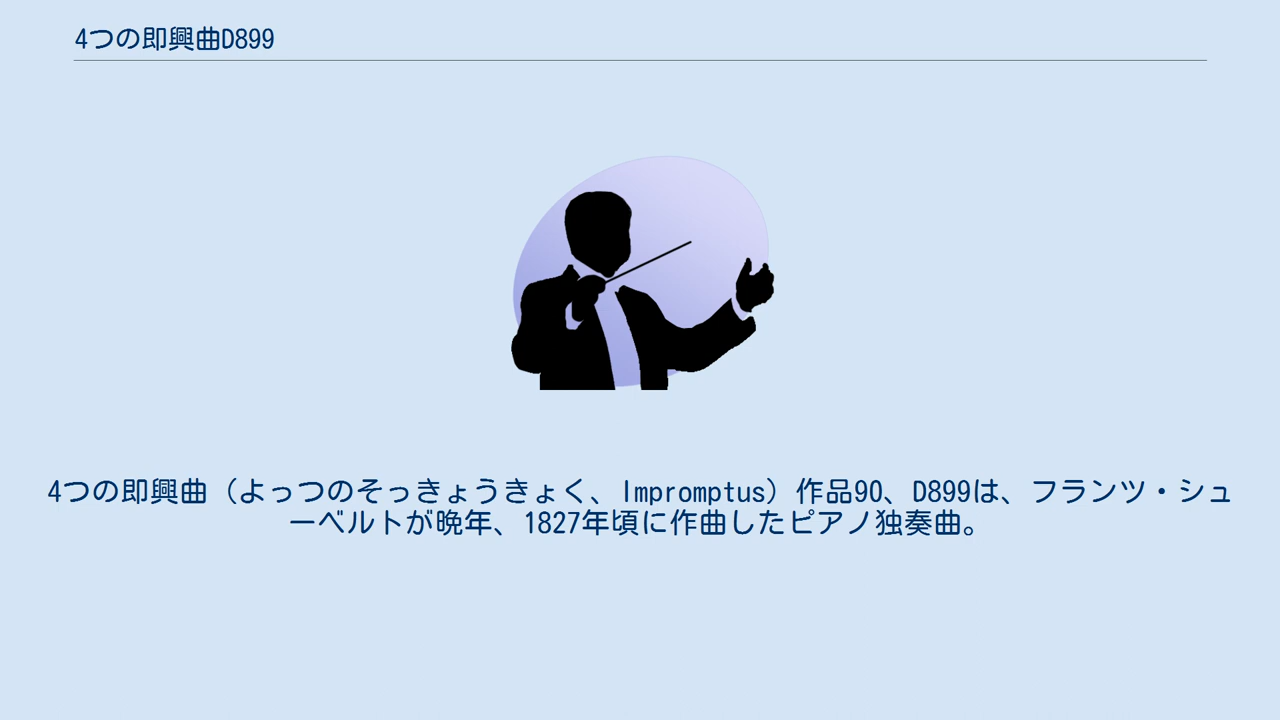 4つの即興曲D899
4つの即興曲（よっつのそっきょうきょく、Impromptus）作品90、D899は、フランツ・シュ
ーベルトが晩年、1827年頃に作曲したピアノ独奏曲。